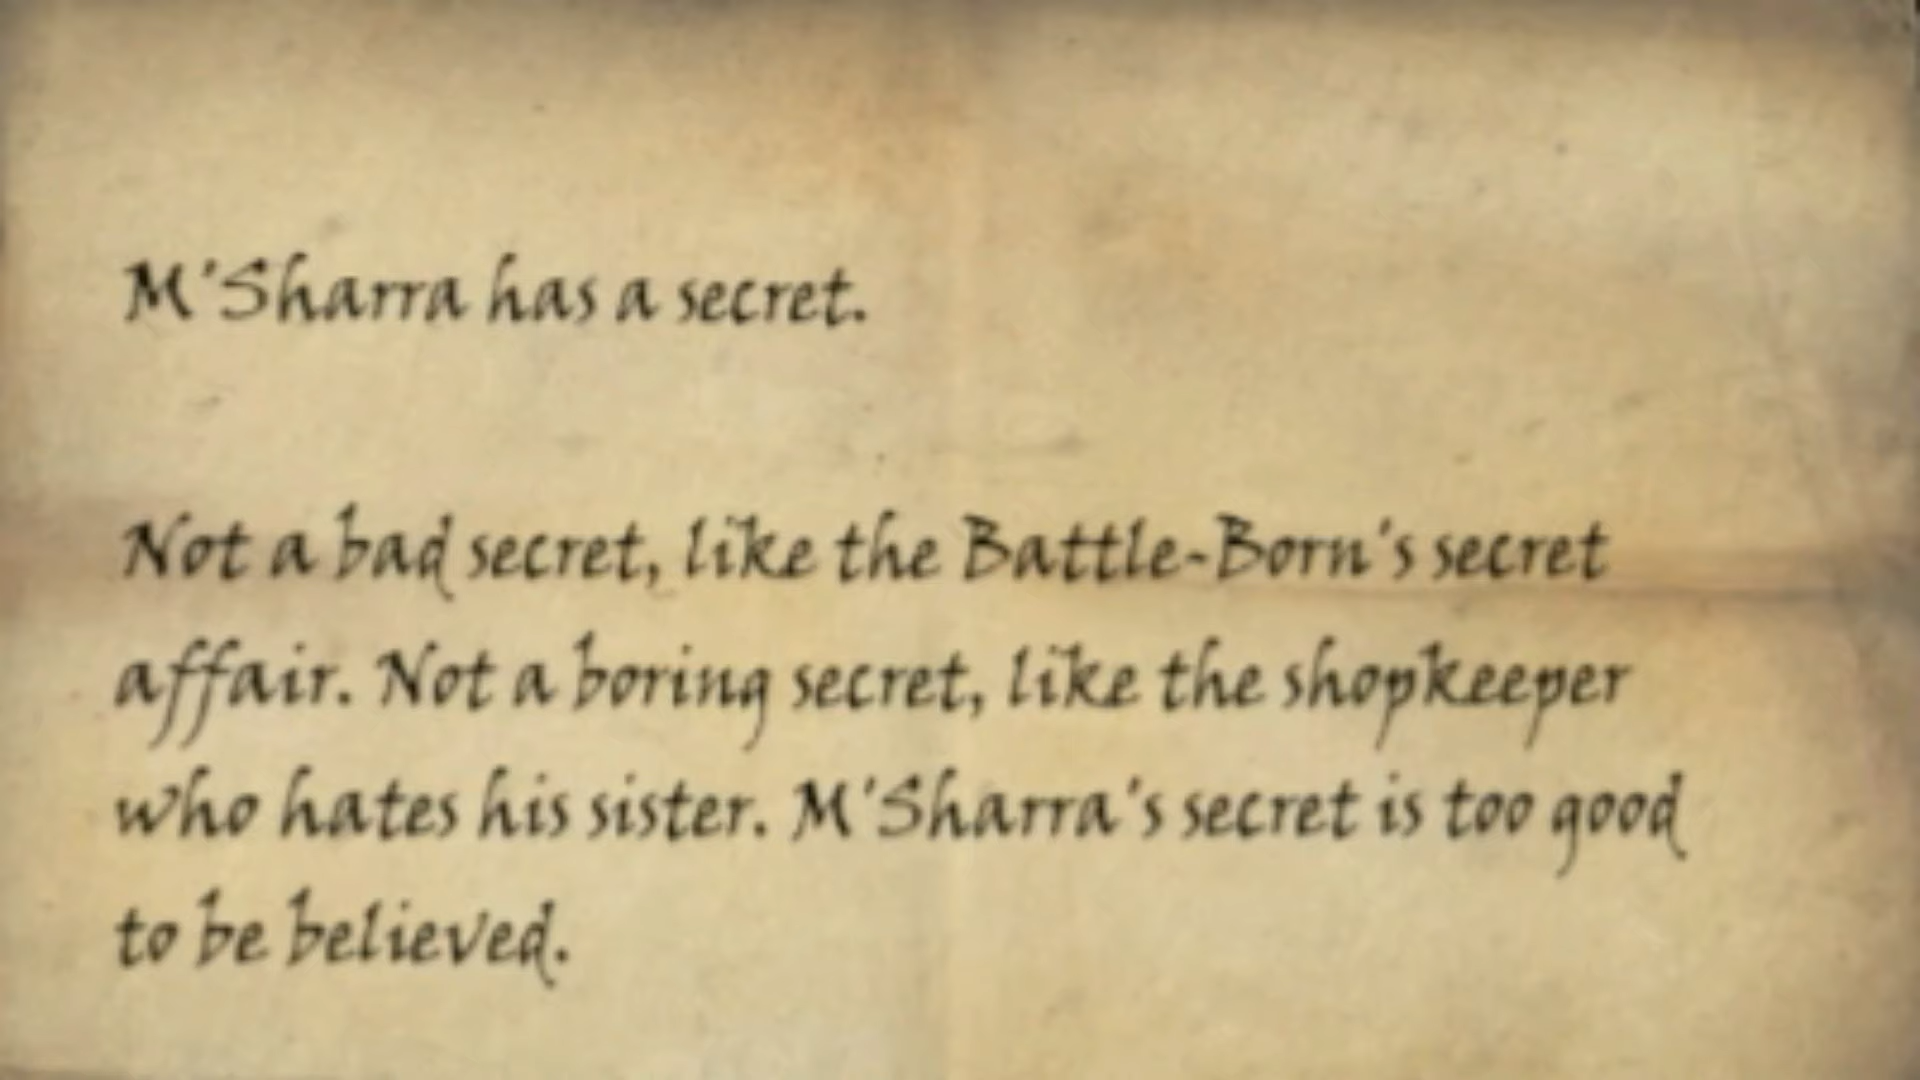 M'Sharra has a secret.
Not a bad secret, like the Battle-Born's secret
affair. Not a boring secret, like the shopkeeper
who hates his sister. M'Sharra's secret is too good
to be believed.